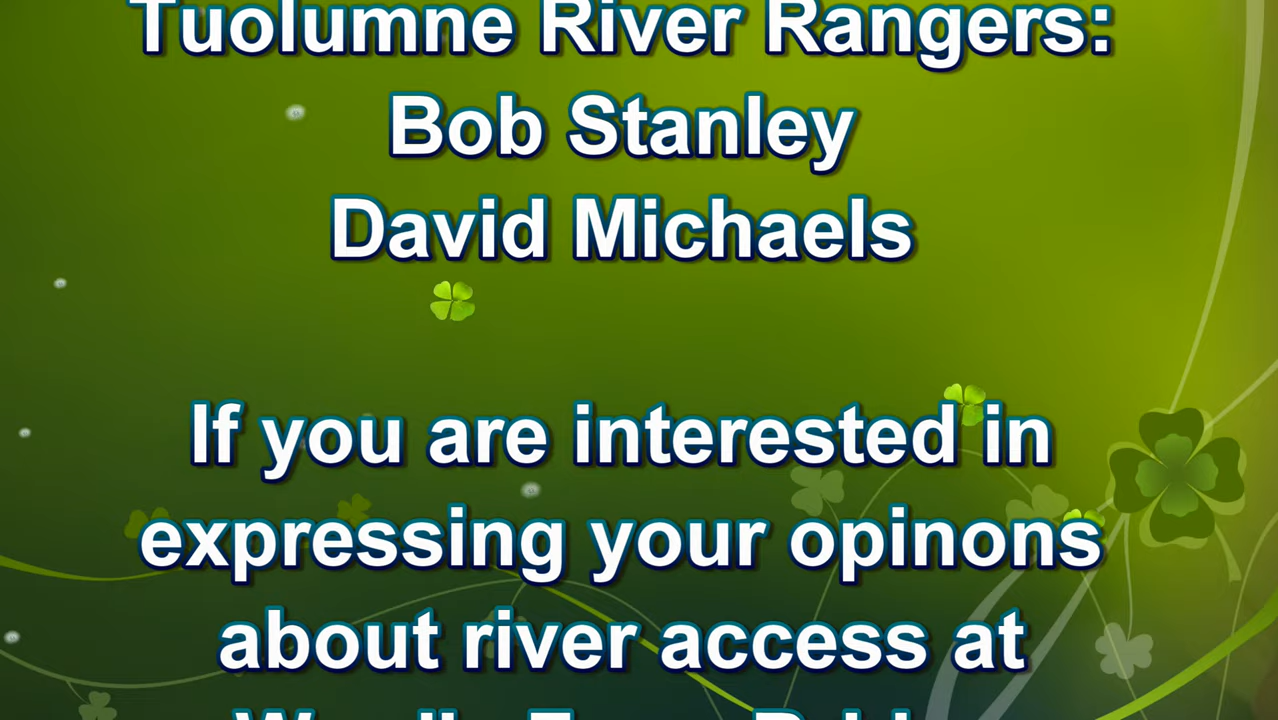 Tuolumne River Rangers:
Bob Stanley
David Michaels
If you are interested in
expressing your opinons
about river access at